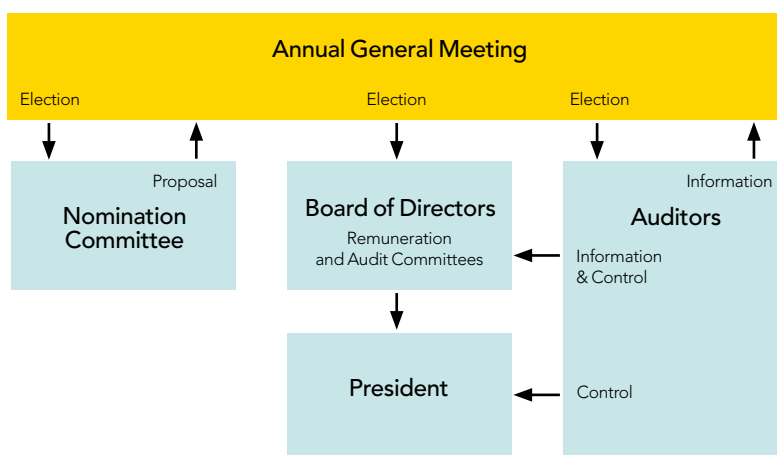 Annual General Meeting
Election
Election
Election
Proposal
Information
Nomination
Committee
Board of Directors
Remuneration
and Audit Committees
Auditors
Information
& Control
President
Control